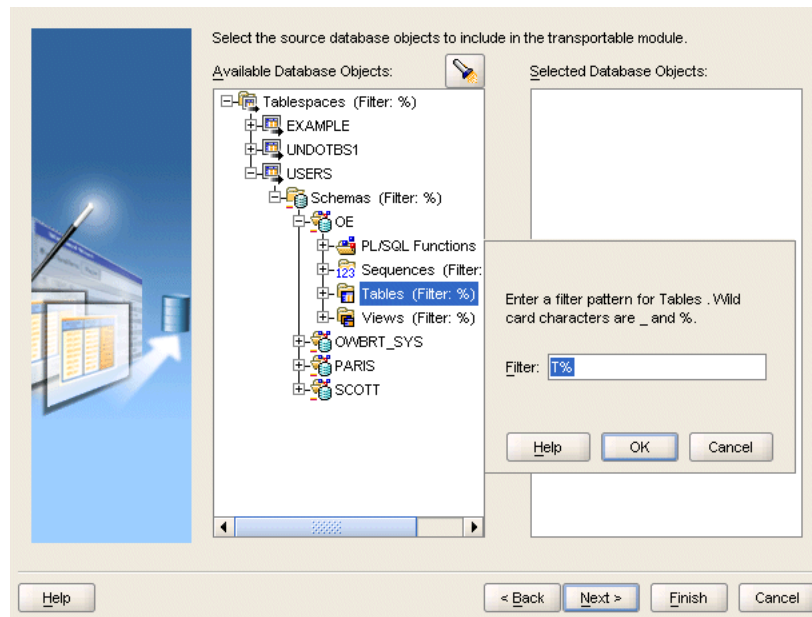 Select the source database objects to include in the transportable module.
Available Database Objects:
Selected Database Objects:
Tablespaces (Filter: %)
EXAMPLE
UNDOTBS1
USERS
Schemas (Filter: %)
OE
PL/SQL Functions
123 Sequences (Filter:
Tables (Filter: %)
Views (Filter: %)
OWBRT_SYS
PARIS
SCOTT
Enter a filter pattern for Tables . Wild
card characters are _ and %.
Filter: T%
Help OK Cancel
Help < Back Next > Finish Cancel